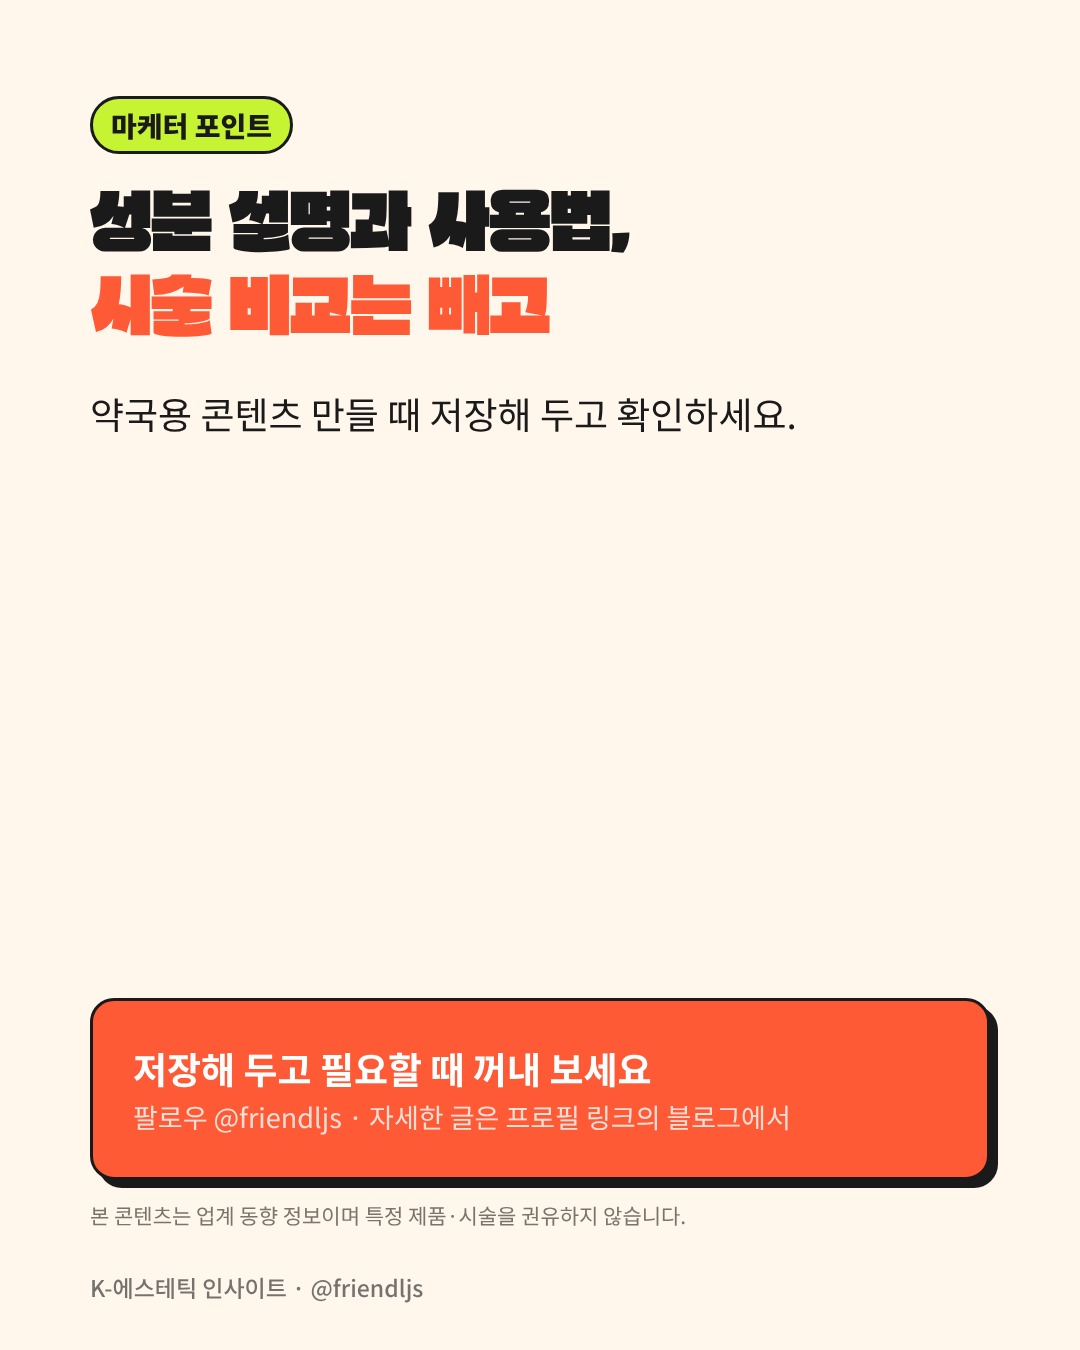 마케터 포인트
성분 설명과 사용법,
시술 비교는 빼고
약국용 콘텐츠 만들 때 저장해 두고 확인하세요.
저장해 두고 필요할 때 꺼내 보세요
팔로우 @friendljs · 자세한 글은 프로필 링크의 블로그에서
본 콘텐츠는 업계 동향 정보이며 특정 제품·시술을 권유하지 않습니다.
K-에스테틱 인사이트 · @friendljs